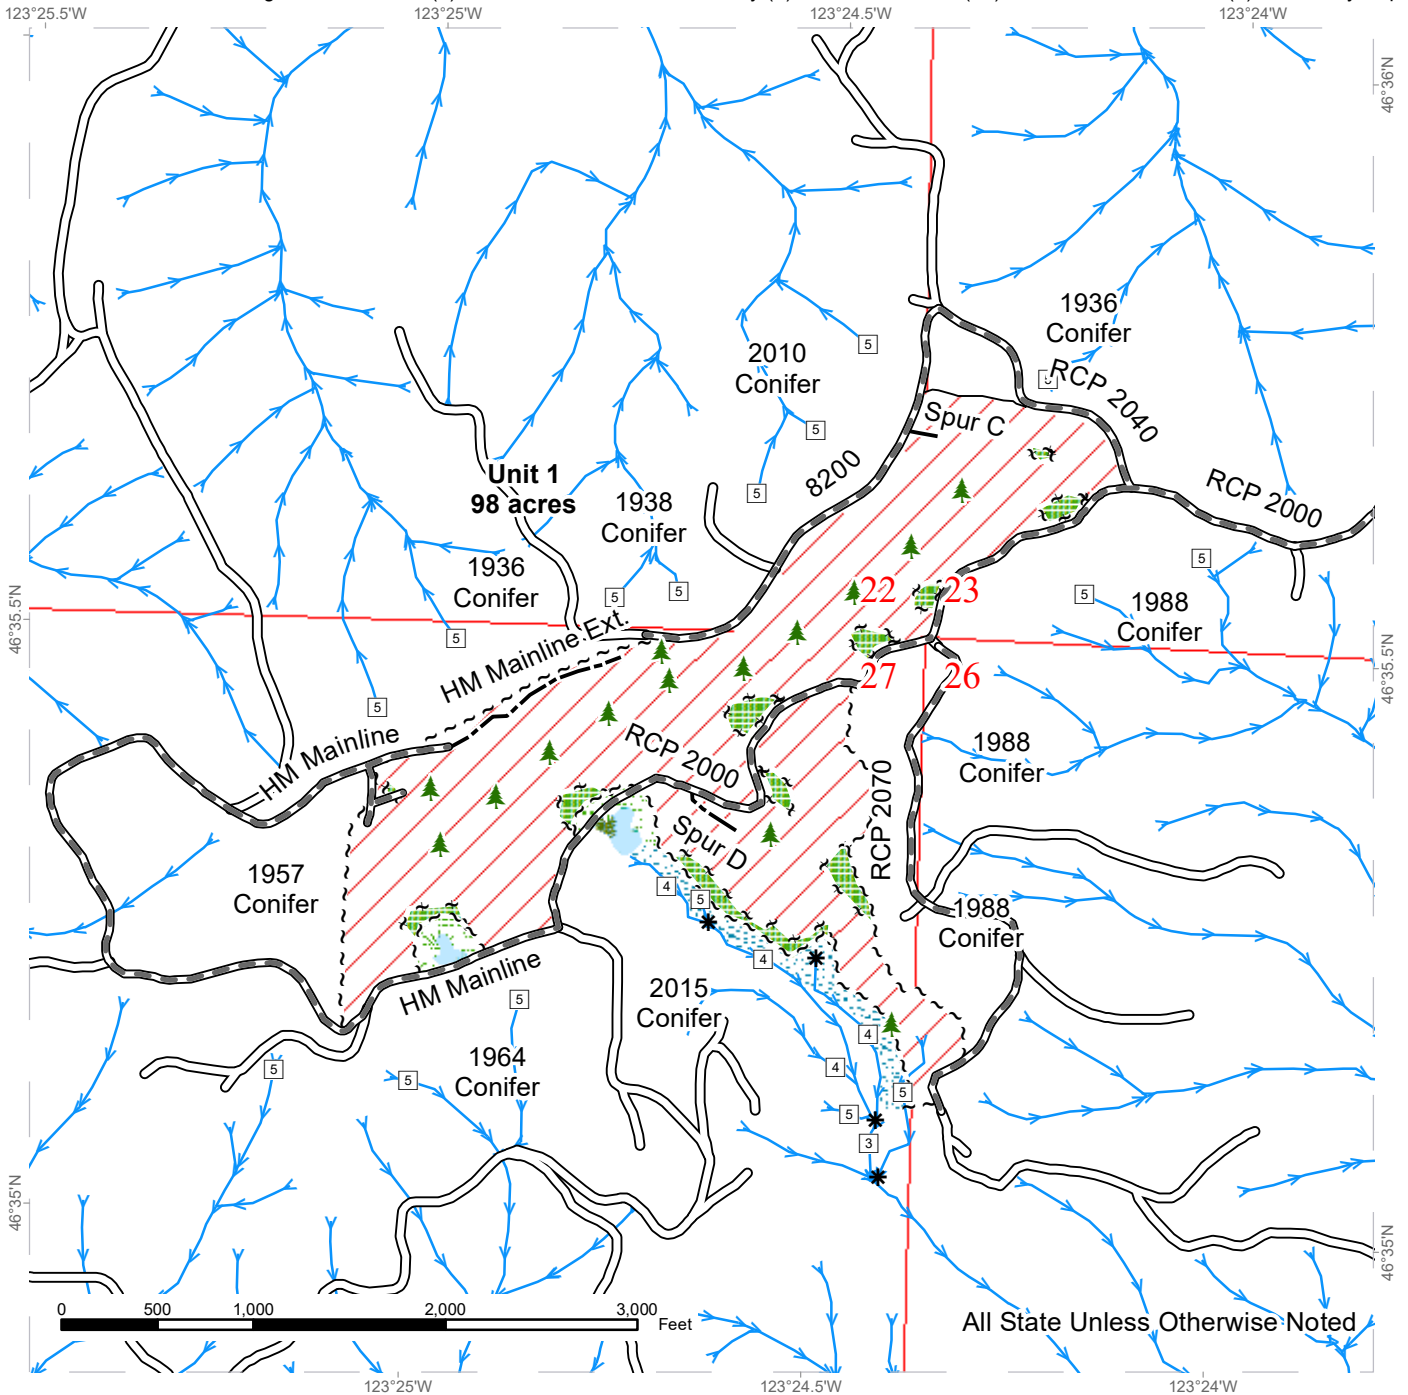 123°25.5'W
123°25'W
123°24.5'W
123°24'W
46°36'N
1936
Conifer
2010
Conifer
5
5
RCP 2040
Spur C
5
5
8200
RCP 2000
Unit 1
98 acres
1938
Conifer
1936
Conifer
5
5
5
5
5
22
23
1988
Conifer
46°35.5'N
46°35.5'N
HM Mainline Ext.
27
26
5
HM Mainline
RCP 2000
1988
Conifer
RCP 2070
Spur D
1957
Conifer
4
5
1988
Conifer
4
HM Mainline
5
2015
Conifer
4
1964
Conifer
5
5
4
5
5
3
46°35'N
46°35'N
0
500
1,000
2,000
3,000
Feet
All State Unless Otherwise Noted
123°25'W
123°24.5'W
123°24'W